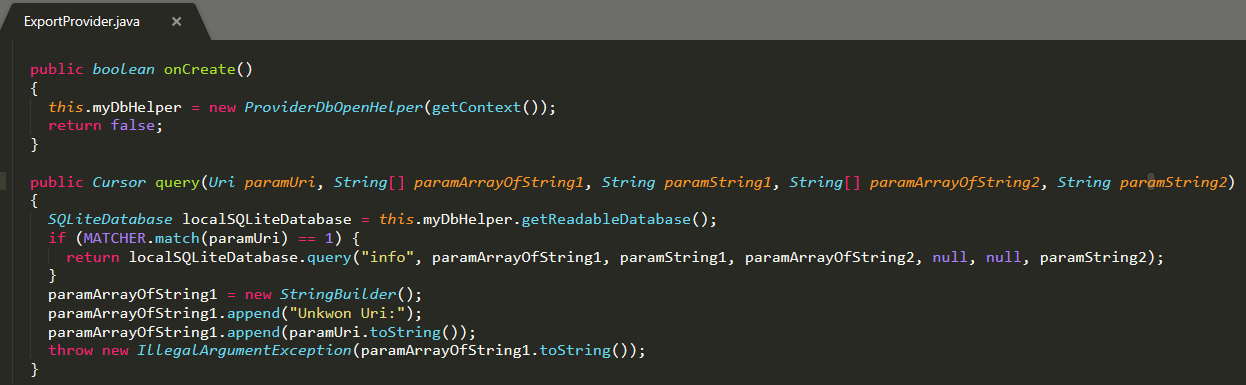 ExportProvider.java ×
public boolean onCreate()
{
this.myDbHelper = new ProviderDbOpenHelper(getContext());
return false;
}
public Cursor query(Uri paramUri, String[] paramArrayOfString1, String paramString1, String[] paramArrayOfString2, String paramString2)
{
SQLiteDatabase localSQLiteDatabase = this.myDbHelper.getReadableDatabase();
if (MATCHER.match(paramUri) == 1) {
return localSQLiteDatabase.query("info", paramArrayOfString1, paramString1, paramArrayOfString2, null, null, paramString2);
}
paramArrayOfString1 = new StringBuilder();
paramArrayOfString1.append("Unkwon Uri:");
paramArrayOfString1.append(paramUri.toString());
throw new IllegalArgumentException(paramArrayOfString1.toString());
}